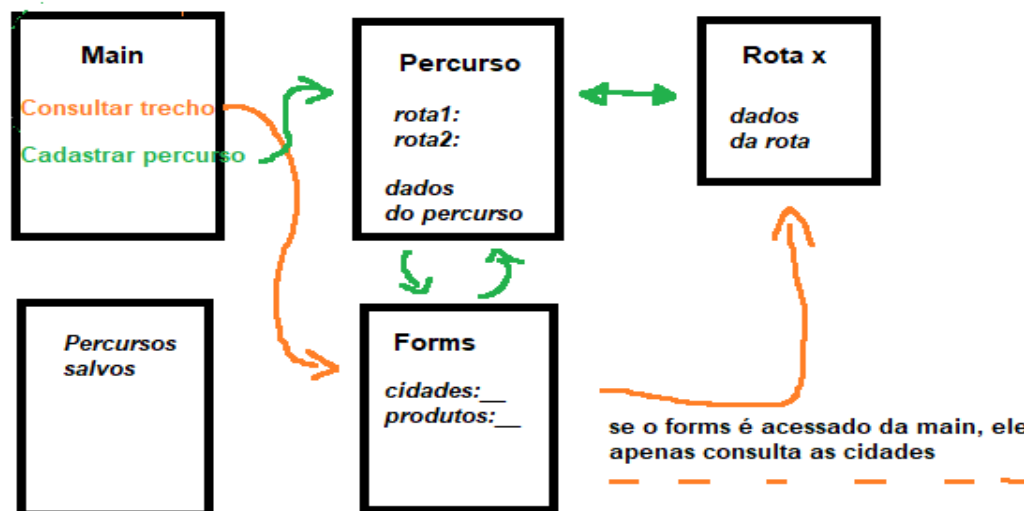 Main
Consultar trecho
Cadastrar percurso
Percurso
rota1:
rota2:
dados
do percurso
Rota x
dados
da rota
Percursos
salvos
Forms
cidades:__
produtos:__
se o forms é acessado da main, ele
apenas consulta as cidades